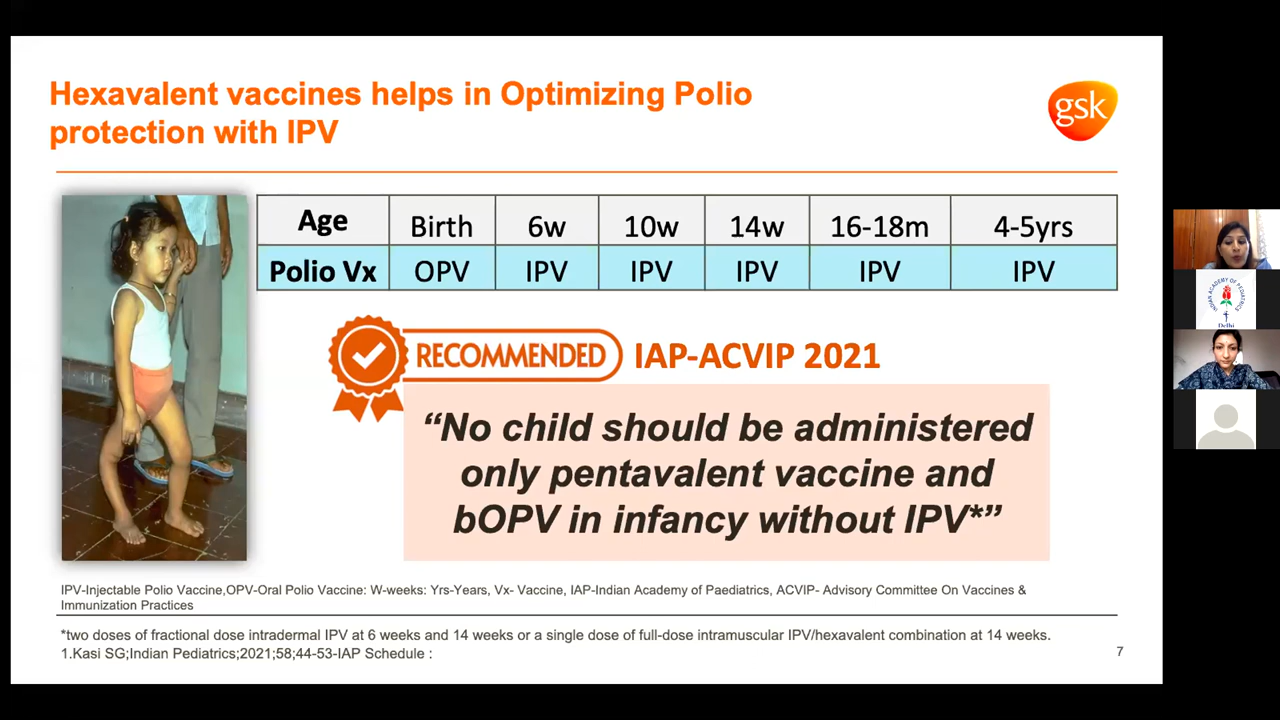 Hexavalent vaccines helps in Optimizing Polio
protection with IPV
gsk
Age Birth 6w 10w 14w 16-18m 4-5yrs
Polio Vx OPV IPV IPV IPV IPV IPV
RECOMMENDED IAP-ACVIP 2021
“No child should be administered
only pentavalent vaccine and
bOPV in infancy without IPV*”
IPV-Injectable Polio Vaccine,OPV-Oral Polio Vaccine: W-weeks: Yrs-Years, Vx- Vaccine, IAP-Indian Academy of Paediatrics, ACVIP- Advisory Committee On Vaccines &
Immunization Practices
*two doses of fractional dose intradermal IPV at 6 weeks and 14 weeks or a single dose of full-dose intramuscular IPV/hexavalent combination at 14 weeks.
1.Kasi SG;Indian Pediatrics;2021;58;44-53-IAP Schedule :
7
INDIAN ACADEMY OF PEDIATRICS
Delhi